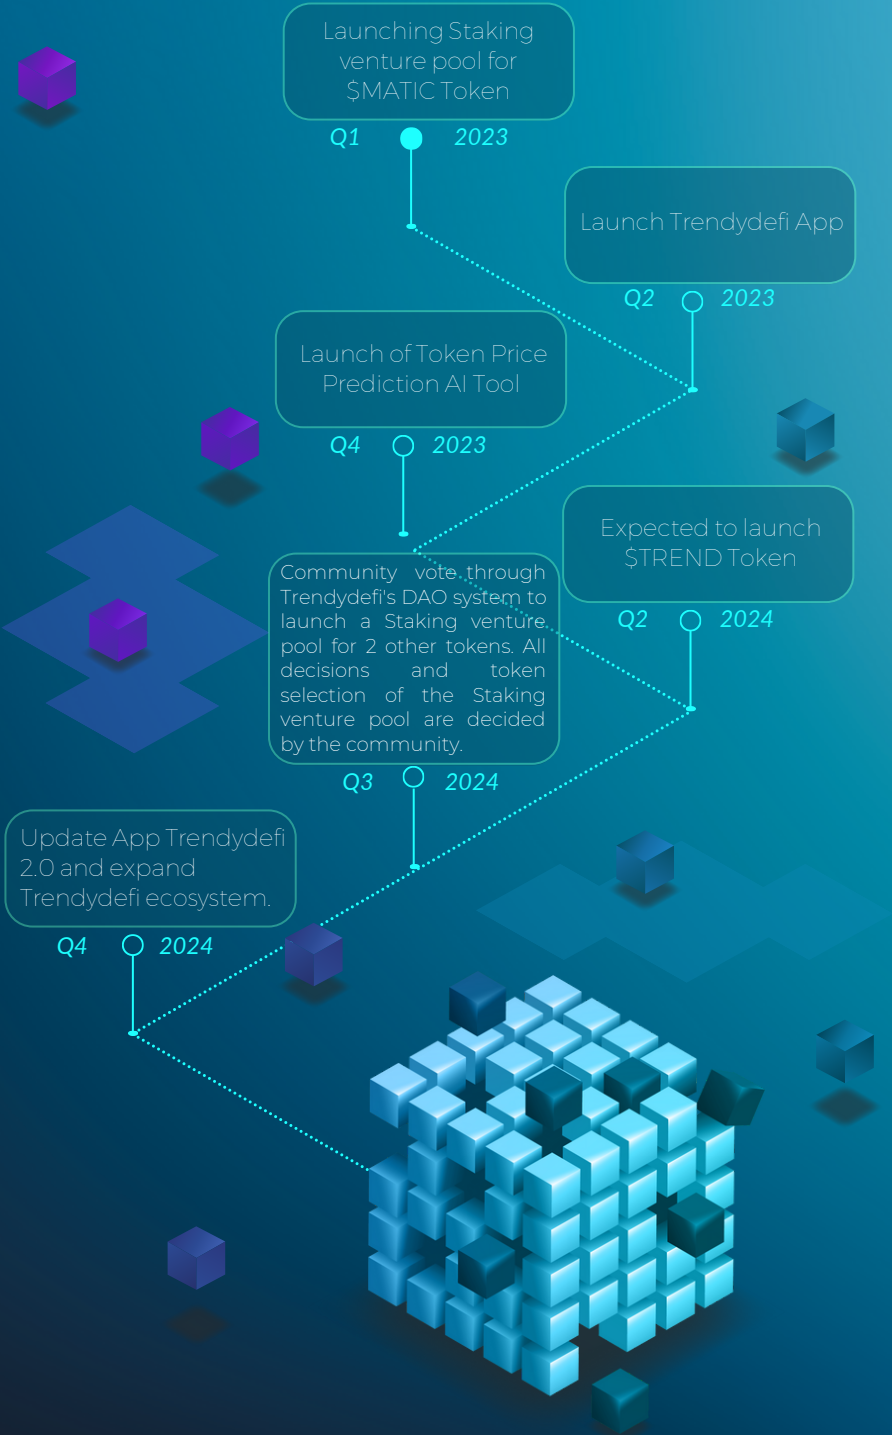 Launching Staking
venture pool for
$MATIC Token
Q1 2023
Launch Trendydefi App
Q2 2023
Launch of Token Price
Prediction AI Tool
Q4 2023
Expected to launch
$TREND Token
Q2 2024
Community vote through
Trendydefi's DAO system to
launch a Staking venture
pool for 2 other tokens. All
decisions and token
selection of the Staking
venture pool are decided
by the community.
Q3 2024
Update App Trendydefi
2.0 and expand
Trendydefi ecosystem.
Q4 2024